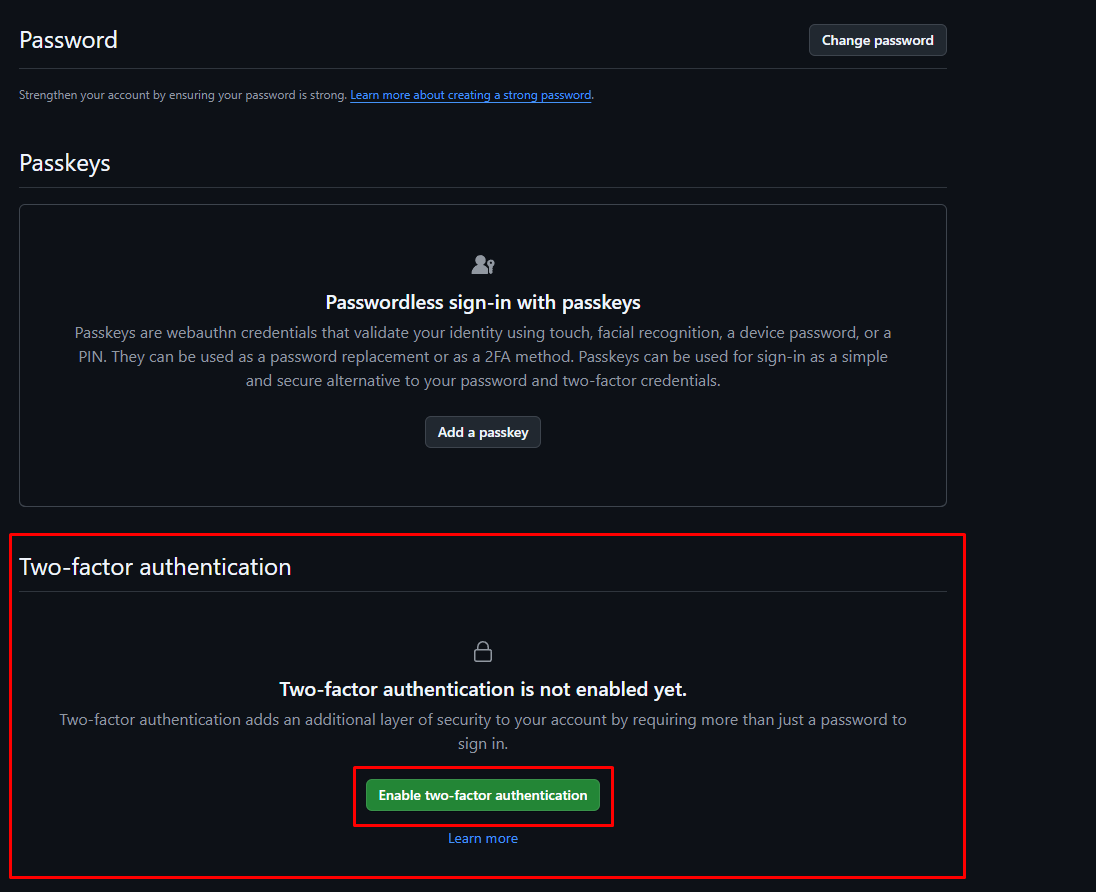 Password
Change password
Strengthen your account by ensuring your password is strong. Learn more about creating a strong password.
Passkeys
Passwordless sign-in with passkeys
Passkeys are webauthn credentials that validate your identity using touch, facial recognition, a device password, or a
PIN. They can be used as a password replacement or as a 2FA method. Passkeys can be used for sign-in as a simple
and secure alternative to your password and two-factor credentials.
Add a passkey
Two-factor authentication
Two-factor authentication is not enabled yet.
Two-factor authentication adds an additional layer of security to your account by requiring more than just a password to
sign in.
Enable two-factor authentication
Learn more